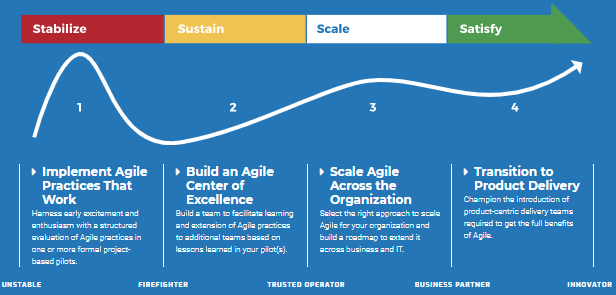 Stabilize
Sustain
Scale
Satisfy
1
2
3
4
Implement Agile
Practices That
Work
Harness early excitement and
enthusiasm with a structured
evaluation of Agile practices in
one or more formal project-
based pilots.
Build an Agile
Center of
Excellence
Build a team to facilitate learning
and extension of Agile practices
to additional teams based on
lessons learned in your pilot(s).
Scale Agile
Across the
Organization
Select the right approach to scale
Agile for your organization and
build a roadmap to extend it
across business and IT.
Transition to
Product Delivery
Champion the introduction of
product-centric delivery teams
required to get the full benefits
of Agile.
UNSTABLE
FIREFIGHTER
TRUSTED OPERATOR
BUSINESS PARTNER
INNOVATOR